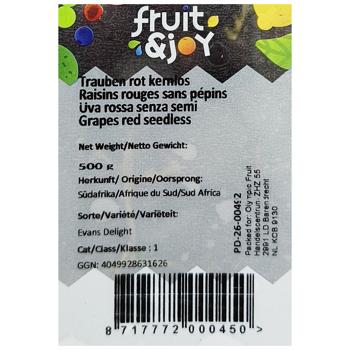 fruit
& joy
Trauben rot kernlos
Raisins rouges sans pépins
Uva rossa senza semi
Grapes red seedless
Net Weight/Netto Gewicht:
500 g
Herkunft/ Origine/Oorsprong:
Südafrika/Afrique du Sud/Sud Africa
Sorte/Variété/Varièteit:
Evans Delight
Cat/Class/Klasse : 1
GGN: 4049928631626
PD-26-00492
Packed for: Olympic Fruit
Handelscentrum ZHZ 55
2991 LD Barendrecht
NL KCB 9130
8 717772 000450 >